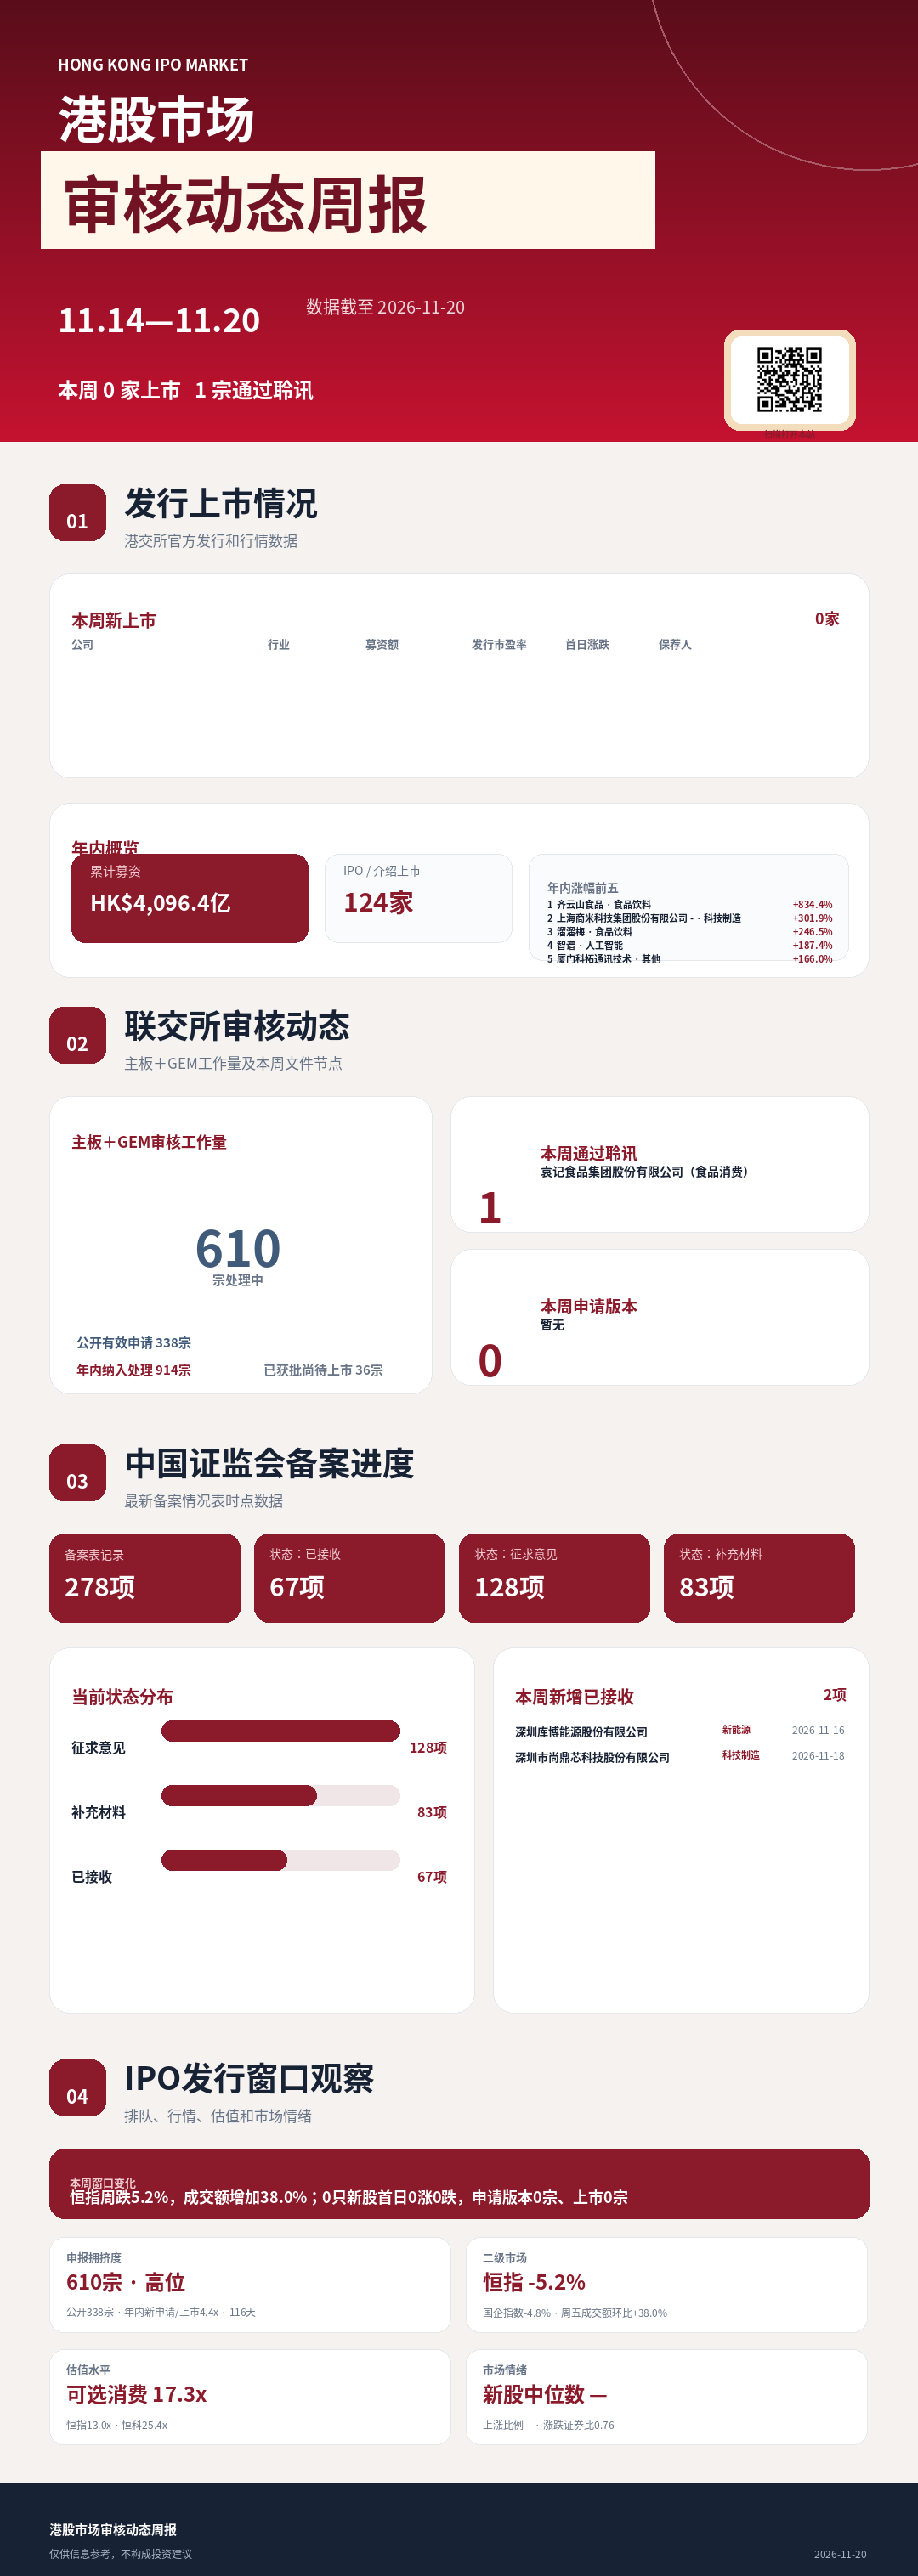 HONG KONG IPO MARKET
港股市场
审核动态周报
11.14—11.20
数据截至 2026-11-20
本周 0 家上市 1 宗通过聆讯
01
发行上市情况
港交所官方发行和行情数据
本周新上市
0家
公司 行业 募资额 发行市盈率 首日涨跌 保荐人
年内概览
累计募资
HK$4,096.4亿
IPO / 介绍上市
124家
年内涨幅前五
1 齐云山食品 · 食品饮料 +834.4%
2 上海商米科技集团股份有限公司 - · 科技制造 +301.9%
3 溜溜梅 · 食品饮料 +246.5%
4 智谱 · 人工智能 +187.4%
5 厦门科拓通讯技术 · 其他 +166.0%
02
联交所审核动态
主板＋GEM工作量及本周文件节点
主板＋GEM审核工作量
610
宗处理中
公开有效申请 338宗
年内纳入处理 914宗
已获批尚待上市 36宗
本周通过聆讯
袁记食品集团股份有限公司（食品消费）
1
本周申请版本
暂无
0
03
中国证监会备案进度
最新备案情况表时点数据
备案表记录
278项
状态：已接收
67项
状态：征求意见
128项
状态：补充材料
83项
当前状态分布
征求意见 128项
补充材料 83项
已接收 67项
本周新增已接收
2项
深圳库博能源股份有限公司 新能源 2026-11-16
深圳市尚鼎芯科技股份有限公司 科技制造 2026-11-18
04
IPO发行窗口观察
排队、行情、估值和市场情绪
本周窗口变化
恒指周跌5.2%，成交额增加38.0%；0只新股首日0涨0跌，申请版本0宗、上市0宗
申报拥挤度
610宗 · 高位
公开338宗 · 年内新申请/上市4.4x · 116天
二级市场
恒指 -5.2%
国企指数-4.8% · 周五成交额环比+38.0%
估值水平
可选消费 17.3x
恒指13.0x · 恒科25.4x
市场情绪
新股中位数 —
上涨比例— · 涨跌证券比0.76
港股市场审核动态周报
仅供信息参考，不构成投资建议
2026-11-20